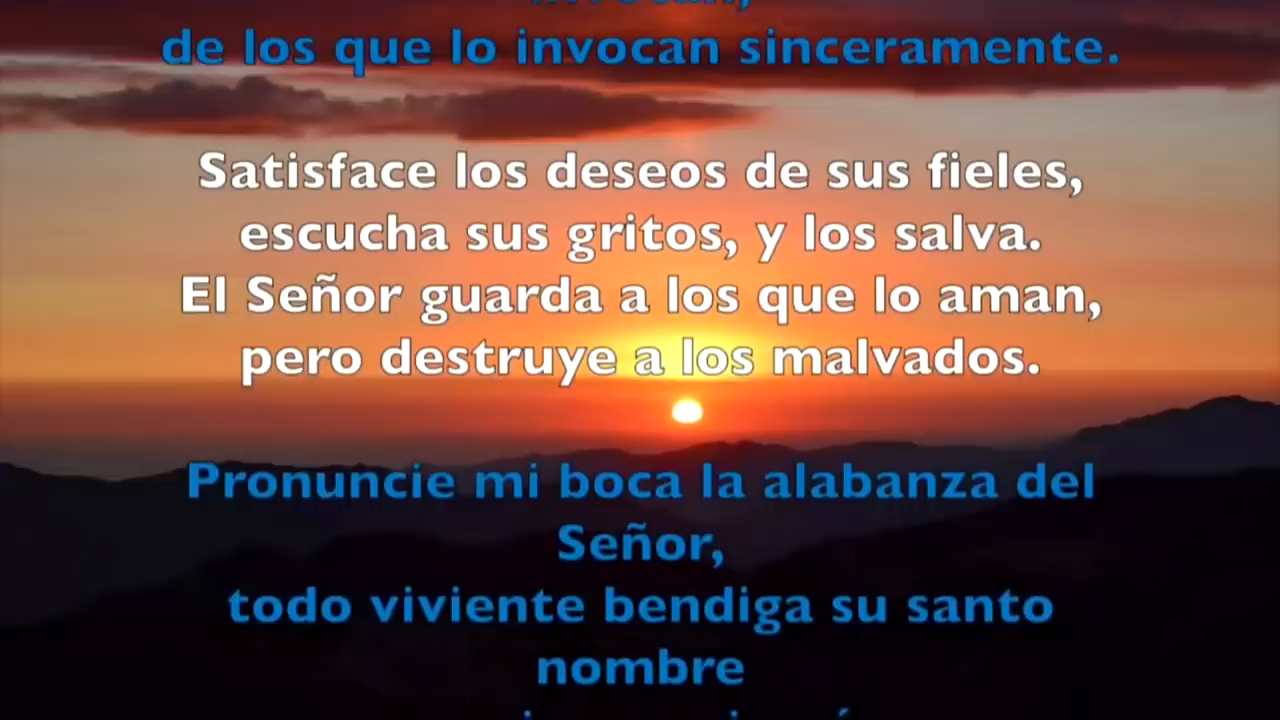 de los que lo invocan sinceramente.
Satisface los deseos de sus fieles,
escucha sus gritos, y los salva.
El Señor guarda a los que lo aman,
pero destruye a los malvados.
Pronuncie mi boca la alabanza del
Señor,
todo viviente bendiga su santo
nombre